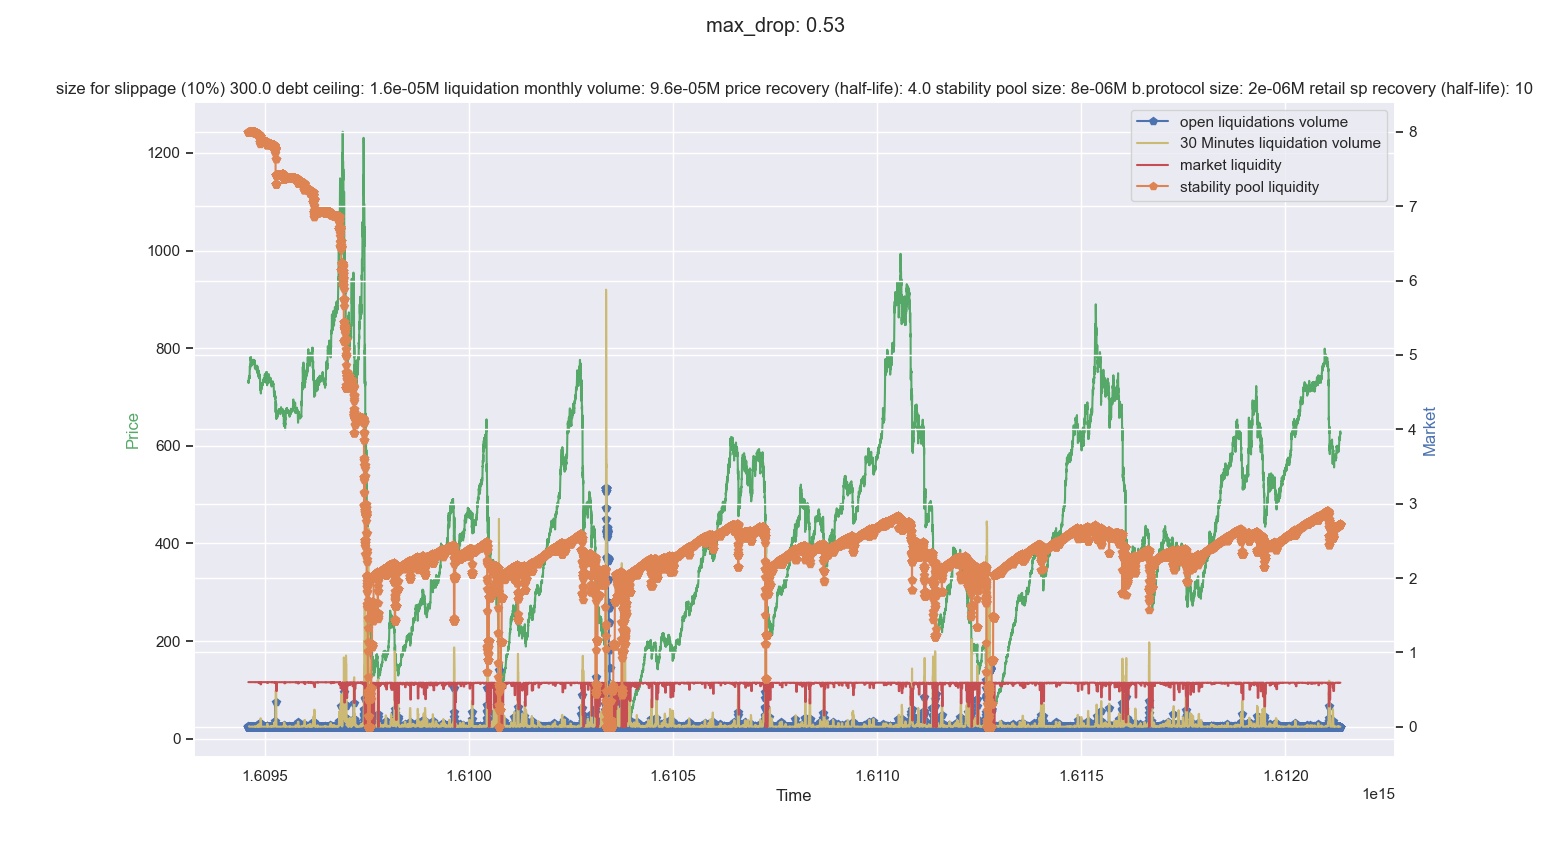 max_drop: 0.53
size for slippage (10%) 300.0 debt ceiling: 1.6e-05M liquidation monthly volume: 9.6e-05M price recovery (half-life): 4.0 stability pool size: 8e-06M b.protocol size: 2e-06M retail sp recovery (half-life): 10
open liquidations volume
30 Minutes liquidation volume
market liquidity
stability pool liquidity
1200
1000
800
600
400
200
0
Price
8
7
6
5
4
3
2
1
0
Market
1.6095
1.6100
1.6105
1.6110
1.6115
1.6120
1e15
Time